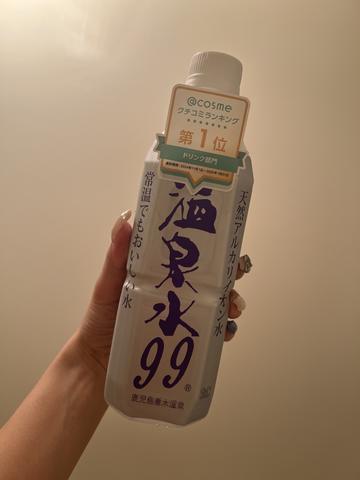 @cosme
クチコミランキング
第1位
ドリンク部門
温泉水
99®
常温でもおいしい水
天然アルカリイオン水
鹿児島垂水温泉